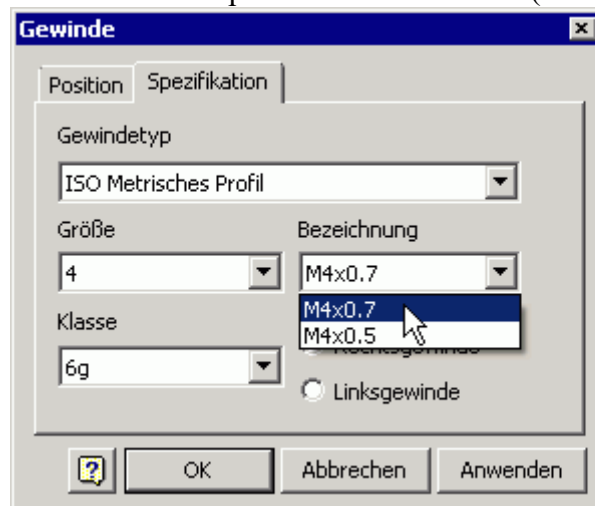 Gewinde
Position Spezifikation
Gewindetyp
ISO Metrisches Profil
Größe Bezeichnung
4 M4x0.7
M4x0.7
Klasse
M4x0.5
6g
Linksgewinde
OK Abbrechen Anwenden